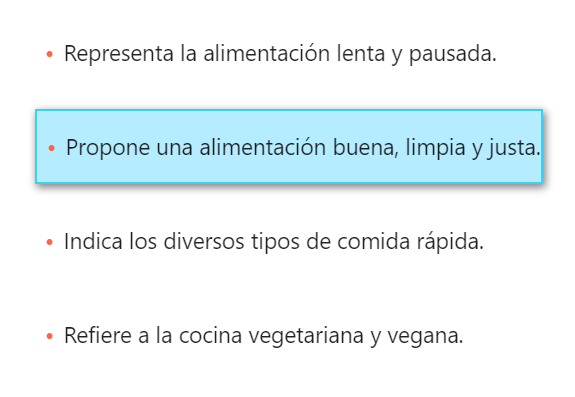 • Representa la alimentación lenta y pausada.
• Propone una alimentación buena, limpia y justa.
• Indica los diversos tipos de comida rápida.
• Refiere a la cocina vegetariana y vegana.